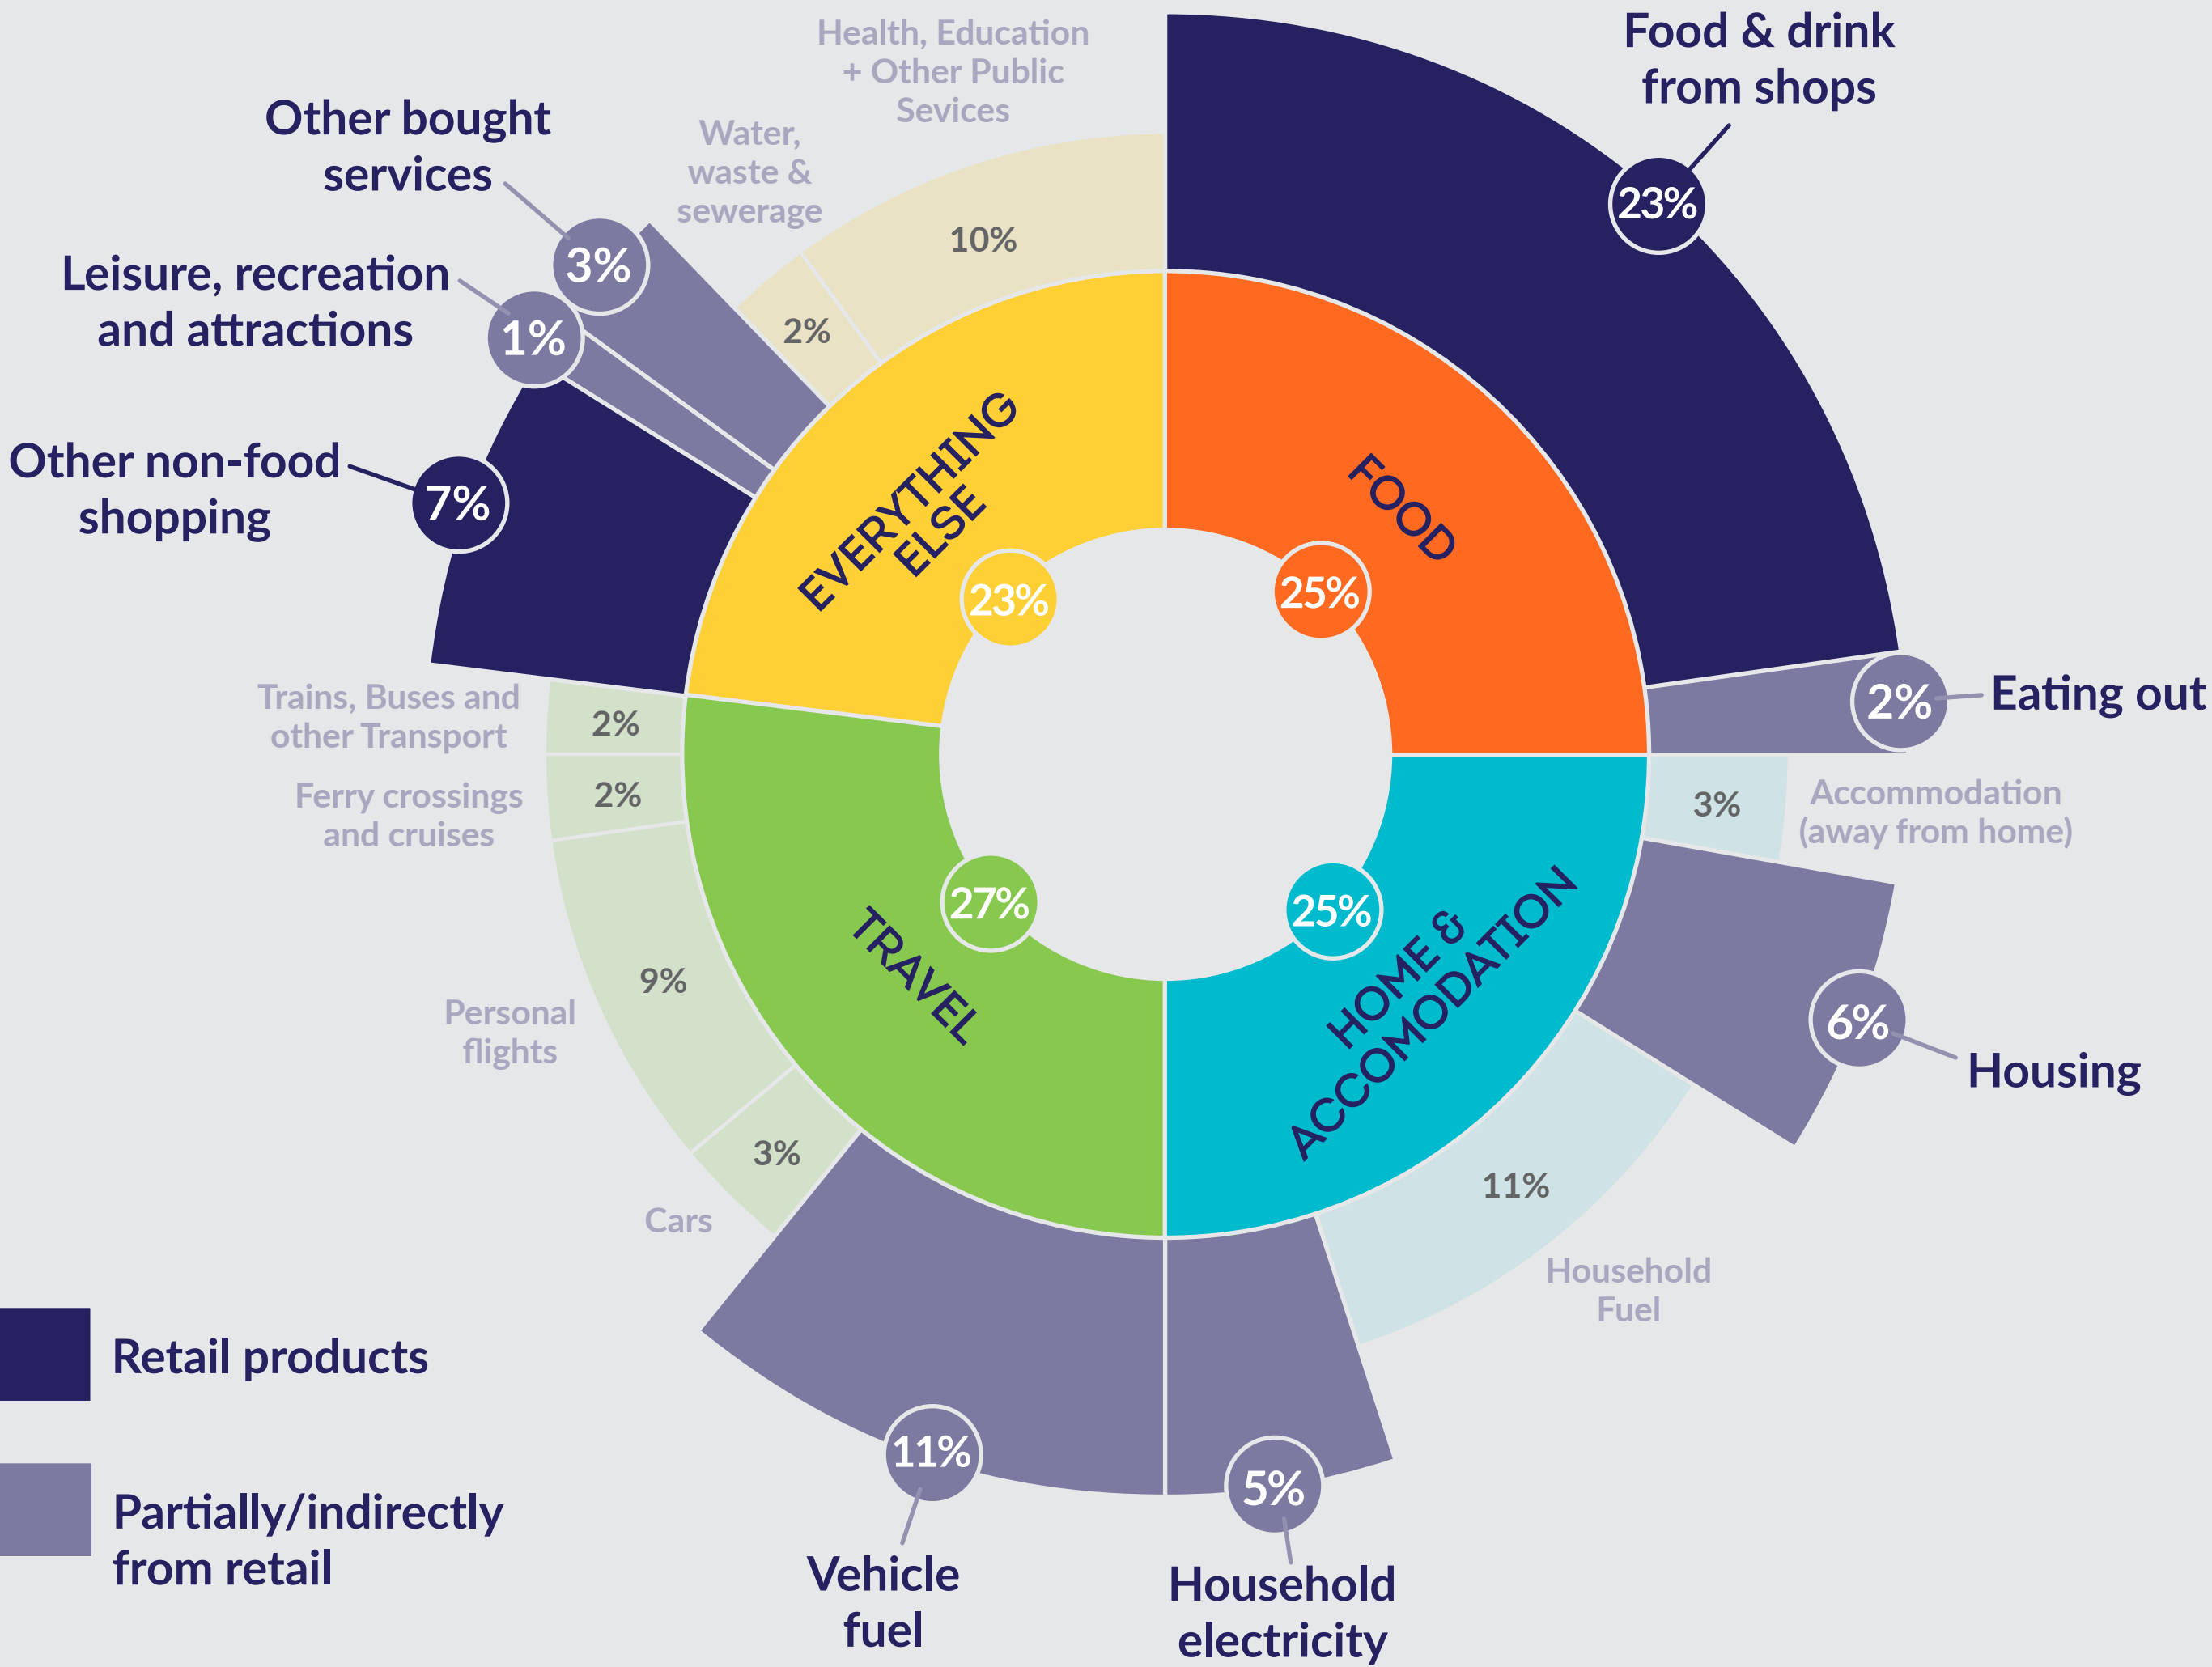 Health, Education
+ Other Public
Sevices
10%
Water,
waste &
sewerage
2%
Other bought
services
3%
Leisure, recreation
and attractions
1%
Other non-food
shopping
7%
Food & drink
from shops
23%
Eating out
2%
EVERYTHING
ELSE
23%
FOOD
25%
Trains, Buses and
other Transport
2%
Ferry crossings
and cruises
2%
Personal
flights
9%
Cars
3%
TRAVEL
27%
HOME &
ACCOMODATION
25%
Accommodation
(away from home)
3%
Housing
6%
Household
Fuel
11%
Household
electricity
5%
Vehicle
fuel
11%
Retail products
Partially/indirectly
from retail